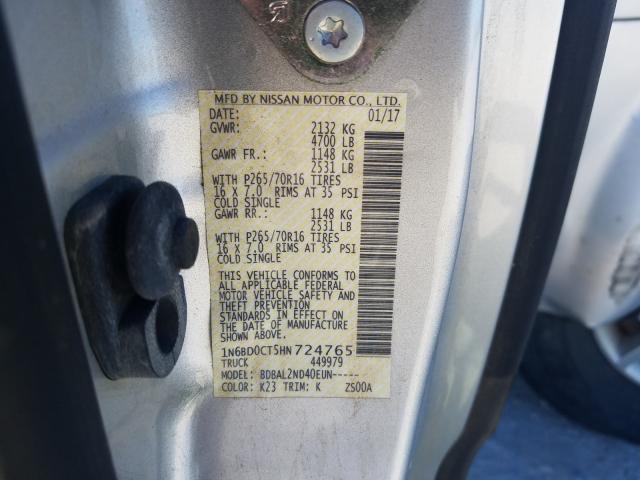 MFD BY NISSAN MOTOR CO., LTD.
DATE: 01/17
GVWR: 2132 KG
4700 LB
GAWR FR.: 1148 KG
2531 LB
WITH P265/70R16 TIRES
16 X 7.0 RIMS AT 35 PSI
COLD SINGLE
GAWR RR.: 1148 KG
2531 LB
WITH P265/70R16 TIRES
16 X 7.0 RIMS AT 35 PSI
COLD SINGLE
THIS VEHICLE CONFORMS TO
ALL APPLICABLE FEDERAL
MOTOR VEHICLE SAFETY AND
THEFT PREVENTION
STANDARDS IN EFFECT ON
THE DATE OF MANUFACTURE
SHOWN ABOVE.
1N6BD0CT5HN724765
TRUCK 449979
MODEL: BDBAL2ND40EUN-----
COLOR: K23 TRIM: K ZS00A